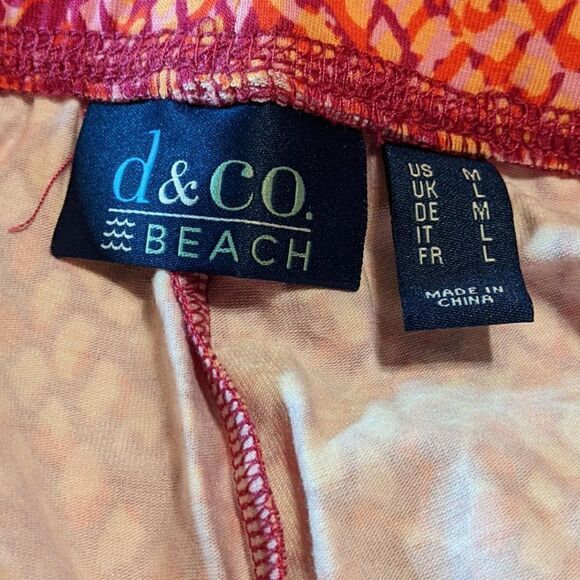 d&co.
BEACH
US M
UK L
DE M
IT L
FR L
MADE IN
CHINA